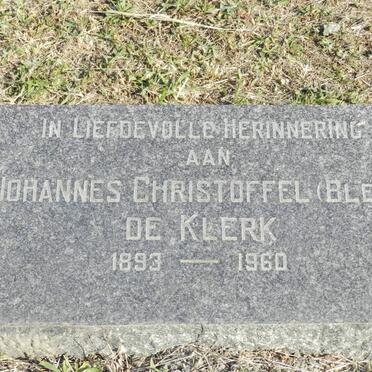 IN LIEFDEVOLLE HERINNERING
AAN
JOHANNES CHRISTOFFEL (BLE
DE KLERK
1893 — 1960